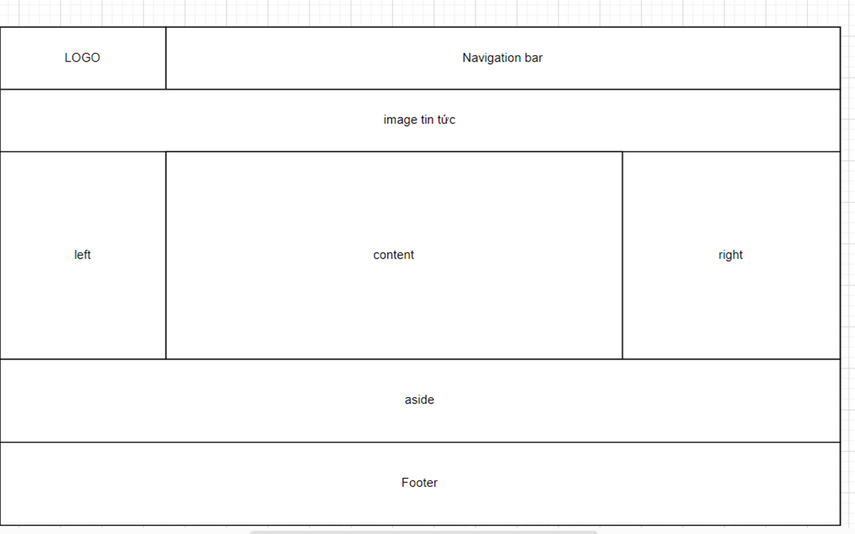 LOGO
Navigation bar
image tin tức
left
content
right
aside
Footer